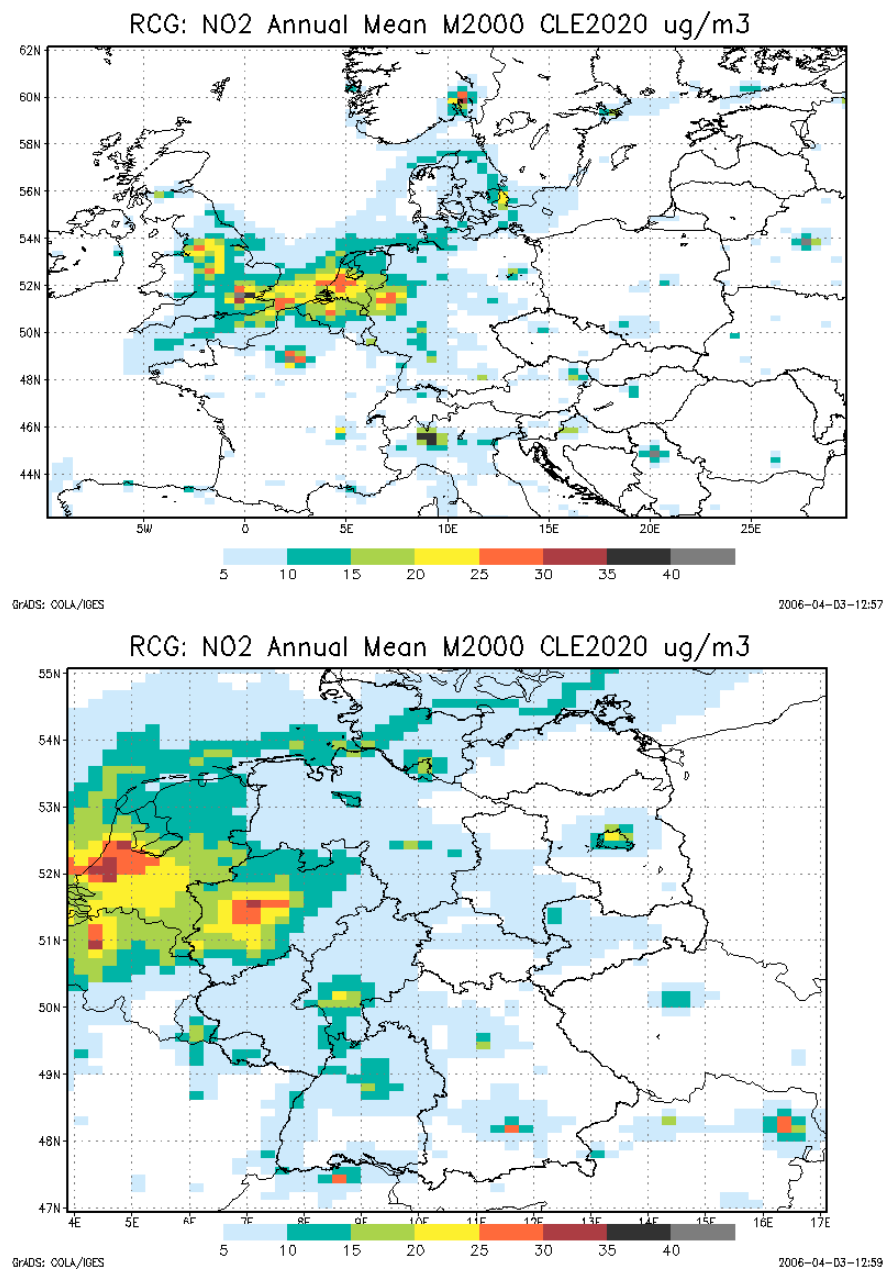 RCG: NO2 Annual Mean M2000 CLE2020 ug/m3
62N
60N
58N
56N
54N
52N
50N
48N
46N
44N
5W 0 5E 10E 15E 20E 25E
5 10 15 20 25 30 35 40
GrADS: COLA/IGES 2006-04-03-12:57
RCG: NO2 Annual Mean M2000 CLE2020 ug/m3
55N
54N
53N
52N
51N
50N
49N
48N
47N
4E 5E 6E 7E 8E 9E 10E 11E 12E 13E 14E 15E 16E 17E
5 10 15 20 25 30 35 40
GrADS: COLA/IGES 2006-04-03-12:59